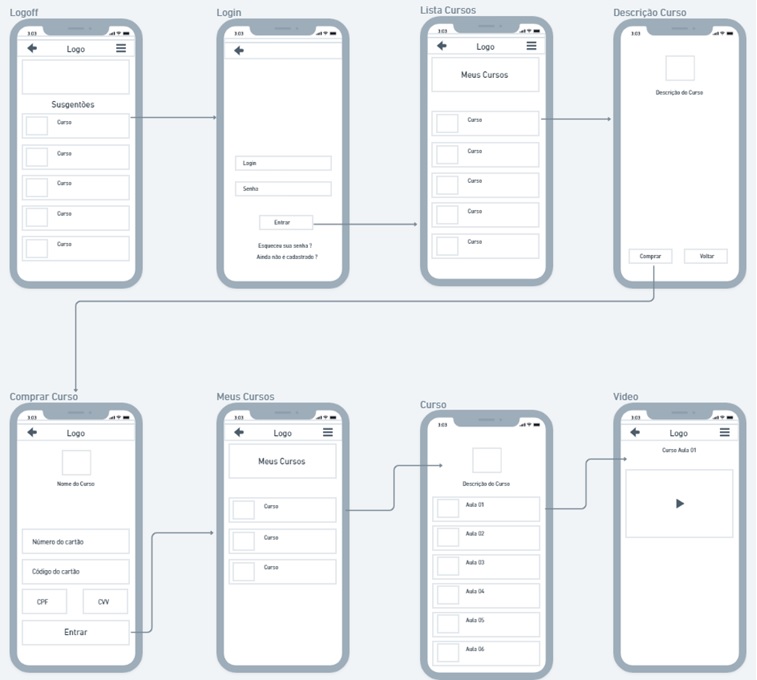 Logoff
3:03
Logo
Susgentões
Curso
Curso
Curso
Curso
Curso
Login
3:03
Login
Senha
Entrar
Esqueceu sus senha ?
Ainda não é cadastrado ?
Lista Cursos
3:03
Logo
Meus Cursos
Curso
Curso
Curso
Curso
Curso
Descrição Curso
3:03
Descrição do Curso
Comprar
Voltar
Comprar Curso
3:03
Logo
Nome do Curso
Número do cartão
Código do cartão
CPF
CVV
Entrar
Meus Cursos
3:03
Logo
Meus Cursos
Curso
Curso
Curso
Curso
3:03
Descrição do Curso
Aula 01
Aula 02
Aula 03
Aula 04
Aula 05
Aula 06
Video
3:03
Logo
Curso Aula 01